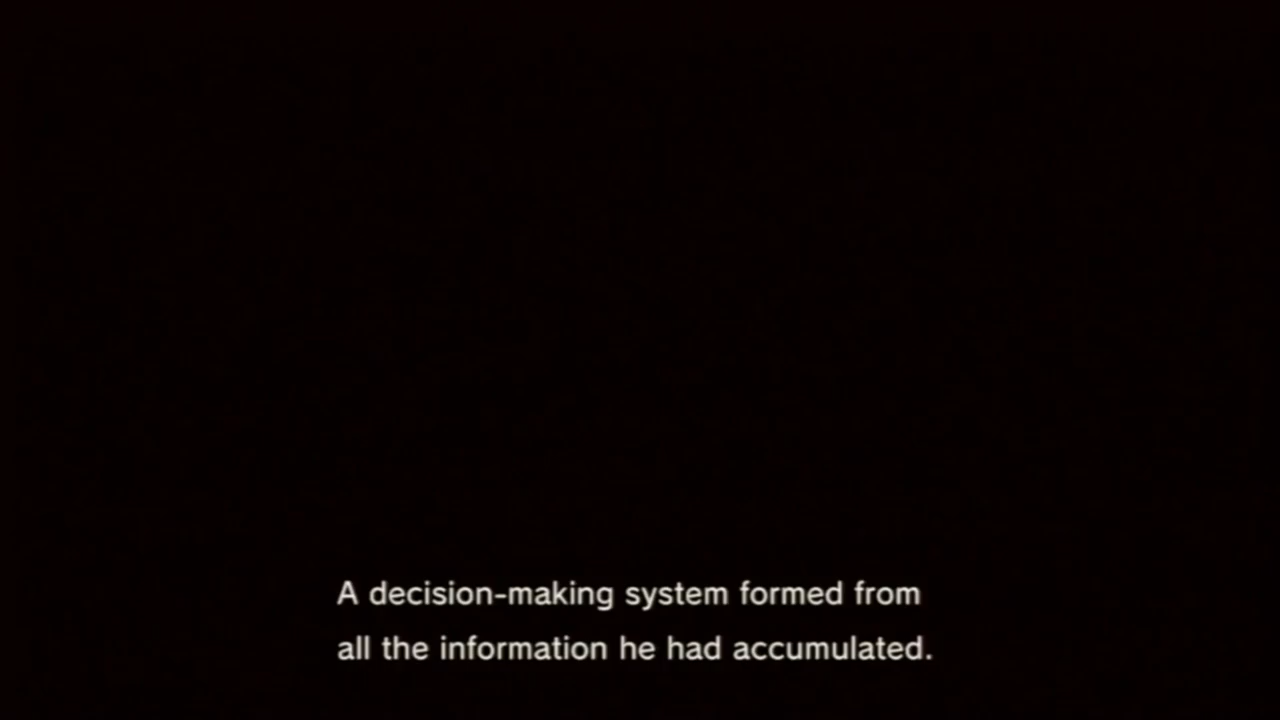 A decision-making system formed from
all the information he had accumulated.